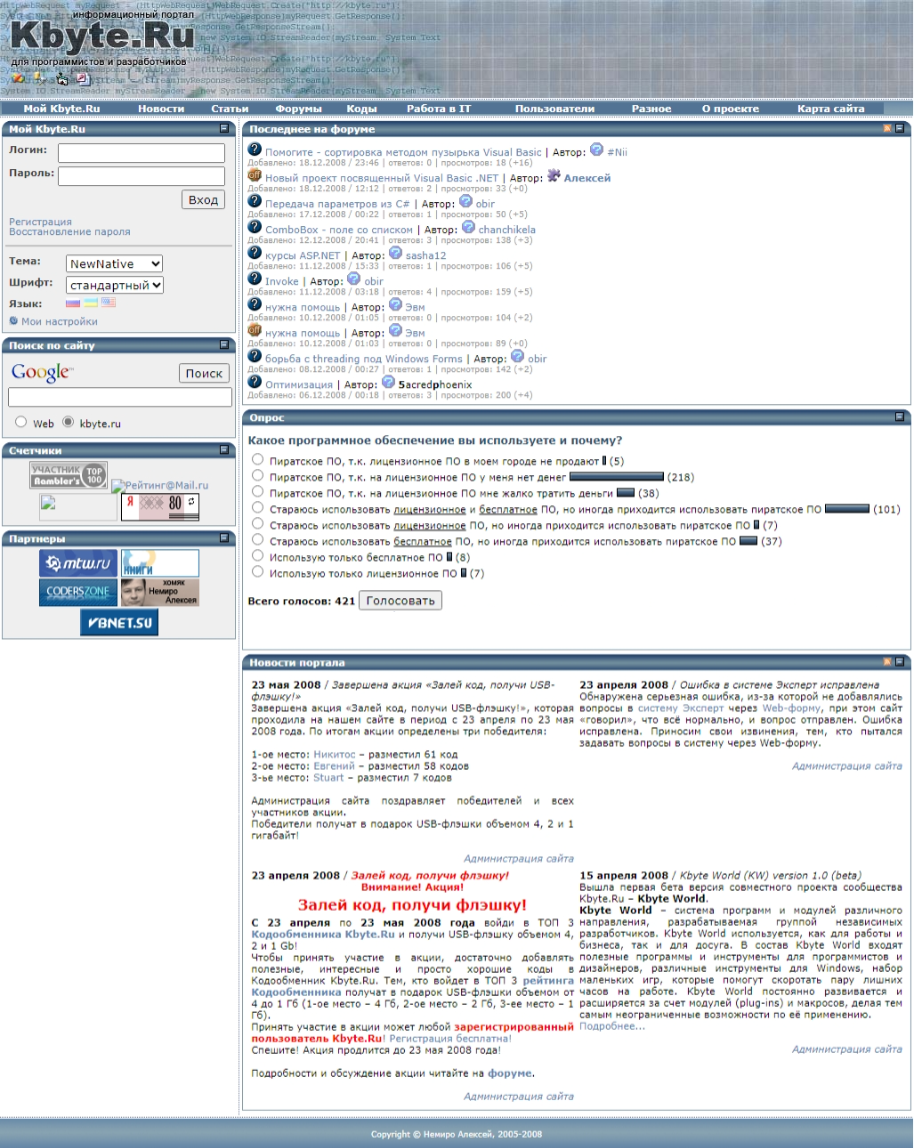 информационный портал
Kbyte.Ru
для программистов и разработчиков
Мой Kbyte.Ru Новости Статьи Форумы Коды Работа в IT Пользователи Разное О проекте Карта сайта
Мой Kbyte.Ru
Логин:
Пароль:
Вход
Регистрация
Восстановление пароля
Тема: NewNative
Шрифт: стандартный
Язык:
Мои настройки
Поиск по сайту
Google Поиск
Web kbyte.ru
Счетчики
УЧАСТНИК Rambler's TOP 100
Рейтинг@Mail.ru
Я 80
Партнеры
mtw.ru КНИГИ
CODERSZONE хомяк Немиро Алексея
VBNET.SU
Последнее на форуме
Помогите - сортировка методом пузырька Visual Basic | Автор: #Nii
Добавлено: 18.12.2008 / 23:46 | ответов: 0 | просмотров: 18 (+16)
Новый проект посвященный Visual Basic .NET | Автор: Алексей
Добавлено: 18.12.2008 / 12:12 | ответов: 2 | просмотров: 33 (+0)
Передача параметров из C# | Автор: obir
Добавлено: 17.12.2008 / 00:22 | ответов: 1 | просмотров: 50 (+5)
ComboBox - поле со списком | Автор: chanchikela
Добавлено: 12.12.2008 / 20:41 | ответов: 3 | просмотров: 138 (+3)
курсы ASP.NET | Автор: sasha12
Добавлено: 11.12.2008 / 15:33 | ответов: 1 | просмотров: 106 (+5)
Invoke | Автор: obir
Добавлено: 11.12.2008 / 03:18 | ответов: 4 | просмотров: 159 (+5)
нужна помощь | Автор: Эвм
Добавлено: 10.12.2008 / 01:05 | ответов: 0 | просмотров: 104 (+2)
нужна помощь | Автор: Эвм
Добавлено: 10.12.2008 / 01:03 | ответов: 0 | просмотров: 89 (+0)
борьба с threading под Windows Forms | Автор: obir
Добавлено: 08.12.2008 / 00:27 | ответов: 1 | просмотров: 142 (+2)
Оптимизация | Автор: 5acredphoenix
Добавлено: 06.12.2008 / 00:18 | ответов: 3 | просмотров: 200 (+4)
Опрос
Какое программное обеспечение вы используете и почему?
Пиратское ПО, т.к. лицензионное ПО в моем городе не продают (5)
Пиратское ПО, т.к. на лицензионное ПО у меня нет денег (218)
Пиратское ПО, т.к. на лицензионное ПО мне жалко тратить деньги (38)
Стараюсь использовать лицензионное и бесплатное ПО, но иногда приходится использовать пиратское ПО (101)
Стараюсь использовать лицензионное ПО, но иногда приходится использовать пиратское ПО (7)
Стараюсь использовать бесплатное ПО, но иногда приходится использовать пиратское ПО (37)
Использую только бесплатное ПО (8)
Использую только лицензионное ПО (7)
Всего голосов: 421 Голосовать
Новости портала
23 мая 2008 / Завершена акция «Залей код, получи USB-
флэшку!»
Завершена акция «Залей код, получи USB-флэшку!», которая
проходила на нашем сайте в период с 23 апреля по 23 мая
2008 года. По итогам акции определены три победителя:
1-ое место: Никитос – разместил 61 код
2-ое место: Евгений – разместил 58 кодов
3-ье место: Stuart – разместил 7 кодов
Администрация сайта поздравляет победителей и всех
участников акции.
Победители получат в подарок USB-флэшки объемом 4, 2 и 1
гигабайт!
Администрация сайта
23 апреля 2008 / Ошибка в системе Эксперт исправлена
Обнаружена серьезная ошибка, из-за которой не добавлялись
вопросы в систему Эксперт через Web-форму, при этом сайт
«говорил», что всё нормально, и вопрос отправлен. Ошибка
исправлена. Приносим свои извинения, тем, кто пытался
задавать вопросы в систему через Web-форму.
Администрация сайта
23 апреля 2008 / Залей код, получи флэшку!
Внимание! Акция!
Залей код, получи флэшку!
С 23 апреля по 23 мая 2008 года войди в ТОП 3
Кодообменника Kbyte.Ru и получи USB-флэшку объемом 4,
2 и 1 Gb!
Чтобы принять участие в акции, достаточно добавлять
полезные, интересные и просто хорошие коды в
Кодообменник Kbyte.Ru. Тем, кто войдет в ТОП 3 рейтинга
Кодообменника получат в подарок USB-флэшки объемом от
4 до 1 Гб (1-ое место – 4 Гб, 2-ое место – 2 Гб, 3-ее место – 1
Гб).
Принять участие в акции может любой зарегистрированный
пользователь Kbyte.Ru! Регистрация бесплатна!
Спешите! Акция продлится до 23 мая 2008 года!
Подробности и обсуждение акции читайте на форуме.
Администрация сайта
15 апреля 2008 / Kbyte World (KW) version 1.0 (beta)
Вышла первая бета версия совместного проекта сообщества
Kbyte.Ru – Kbyte World.
Kbyte World – система программ и модулей различного
направления, разрабатываемая группой независимых
разработчиков. Kbyte World используется, как для работы и
бизнеса, так и для досуга. В состав Kbyte World входят
полезные программы и инструменты для программистов и
дизайнеров, различные инструменты для Windows, набор
маленьких игр, которые помогут скоротать пару лишних
часов на работе. Kbyte World постоянно развивается и
расширяется за счет модулей (plug-ins) и макросов, делая тем
самым неограниченные возможности по её применению.
Подробнее...
Администрация сайта
Copyright © Немиро Алексей, 2005-2008